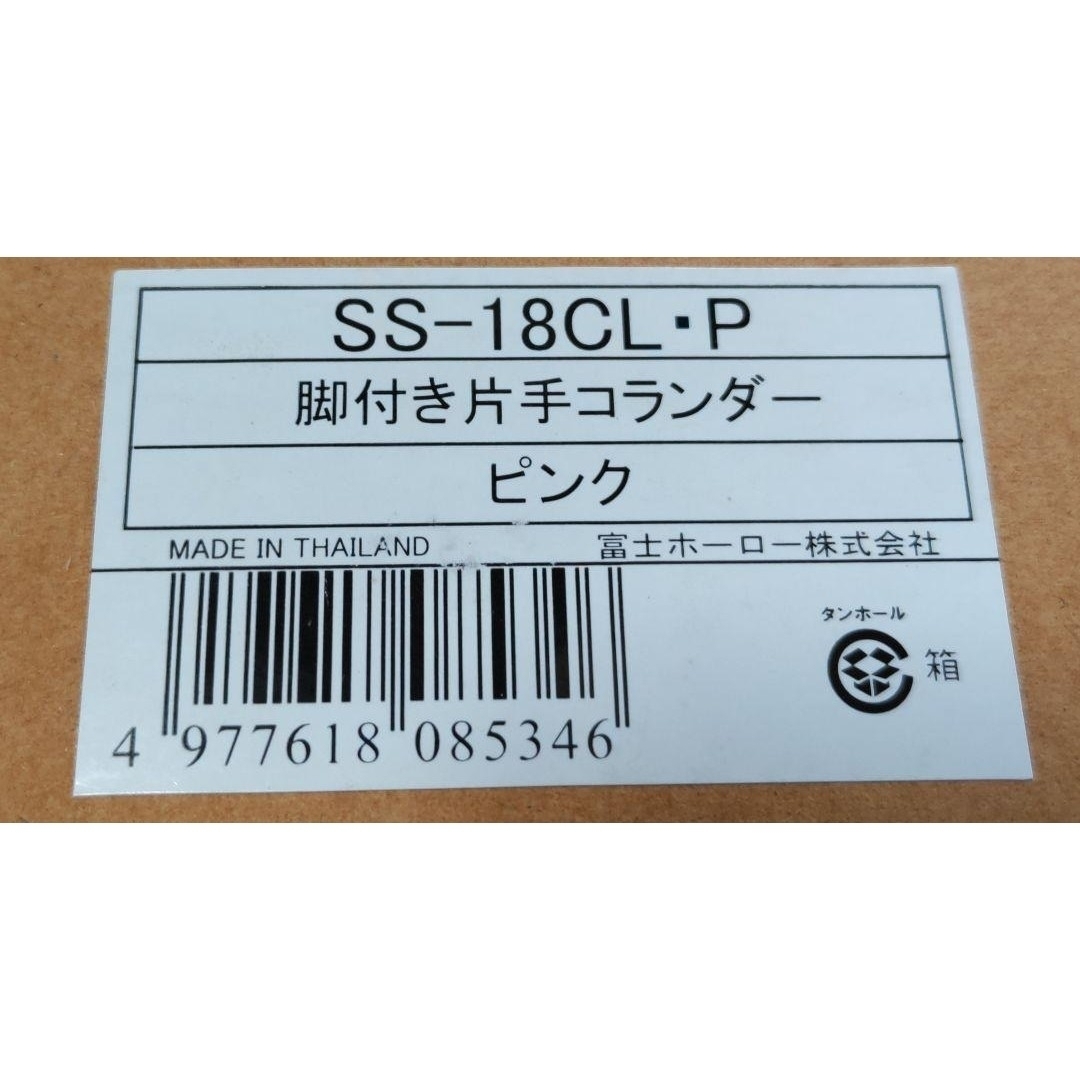 SS-18CL・P
脚付き片手コランダー
ピンク
MADE IN THAILAND 富士ホーロー株式会社
タンホール
箱
4 977618 085346